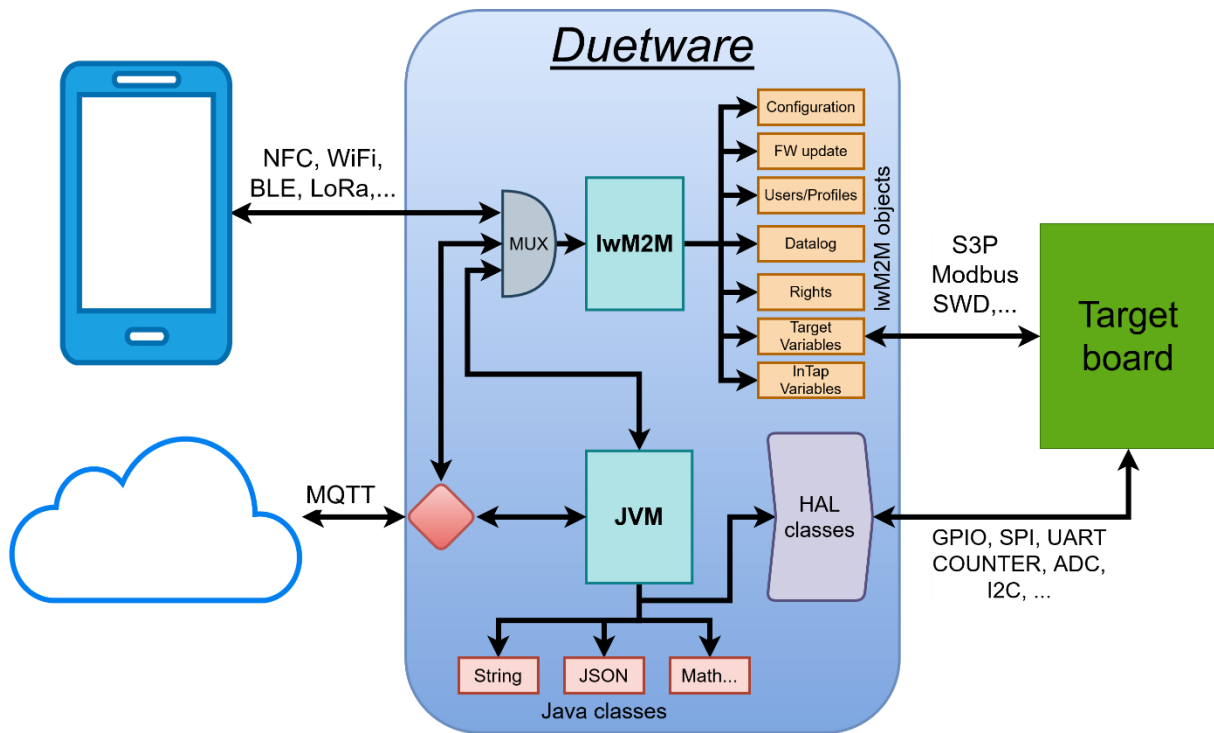 Duetware
NFC, WiFi,
BLE, LoRa,...
MUX
lwM2M
Configuration
FW update
Users/Profiles
Datalog
Rights
Target
Variables
InTap
Variables
lwM2M objects
S3P
Modbus
SWD,...
Target
board
MQTT
JVM
HAL
classes
GPIO, SPI, UART
COUNTER, ADC,
I2C, ...
String
JSON
Math...
Java classes